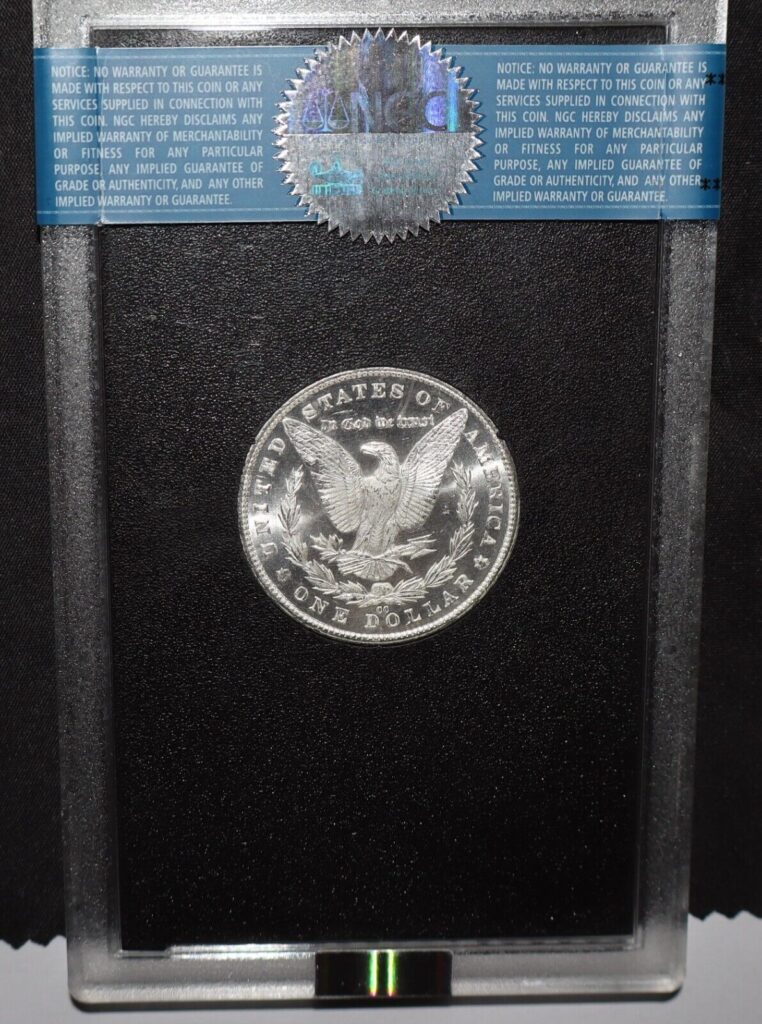 NOTICE: NO WARRANTY OR GUARANTEE IS
MADE WITH RESPECT TO THIS COIN OR ANY
SERVICES SUPPLIED IN CONNECTION WITH
THIS COIN. NGC HEREBY DISCLAIMS ANY
IMPLIED WARRANTY OF MERCHANTABILITY
OR FITNESS FOR ANY PARTICULAR
PURPOSE, ANY IMPLIED GUARANTEE OF
GRADE OR AUTHENTICITY, AND ANY OTHER
IMPLIED WARRANTY OR GUARANTEE.
NGC
NOTICE: NO WARRANTY OR GUARANTEE IS
MADE WITH RESPECT TO THIS COIN OR ANY**
SERVICES SUPPLIED IN CONNECTION WITH
THIS COIN. NGC HEREBY DISCLAIMS ANY
IMPLIED WARRANTY OF MERCHANTABILITY
OR FITNESS FOR ANY PARTICULAR
PURPOSE, ANY IMPLIED GUARANTEE OF
GRADE OR AUTHENTICITY, AND ANY OTHER**
IMPLIED WARRANTY OR GUARANTEE.
UNITED STATES OF AMERICA
In God we trust
CC
ONE DOLLAR